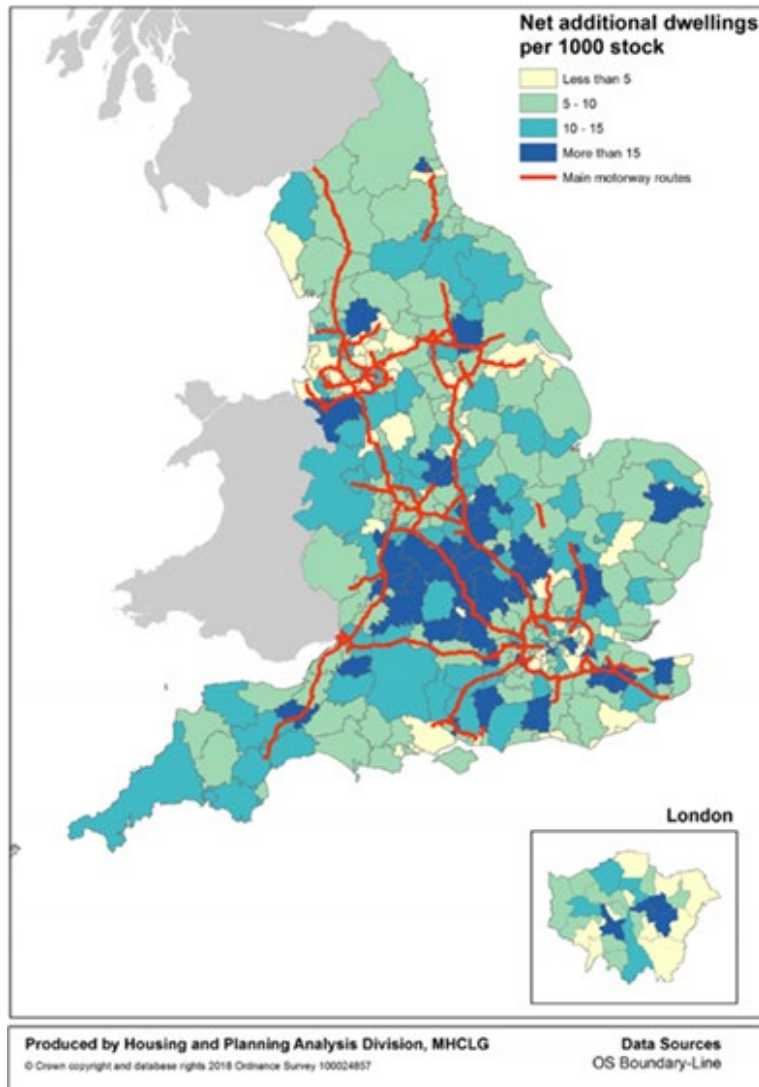 Net additional dwellings
per 1000 stock
Less than 5
5 - 10
10 - 15
More than 15
Main motorway routes
London
Produced by Housing and Planning Analysis Division, MHCLG
© Crown copyright and database rights 2018 Ordnance Survey 100024857
Data Sources
OS Boundary-Line